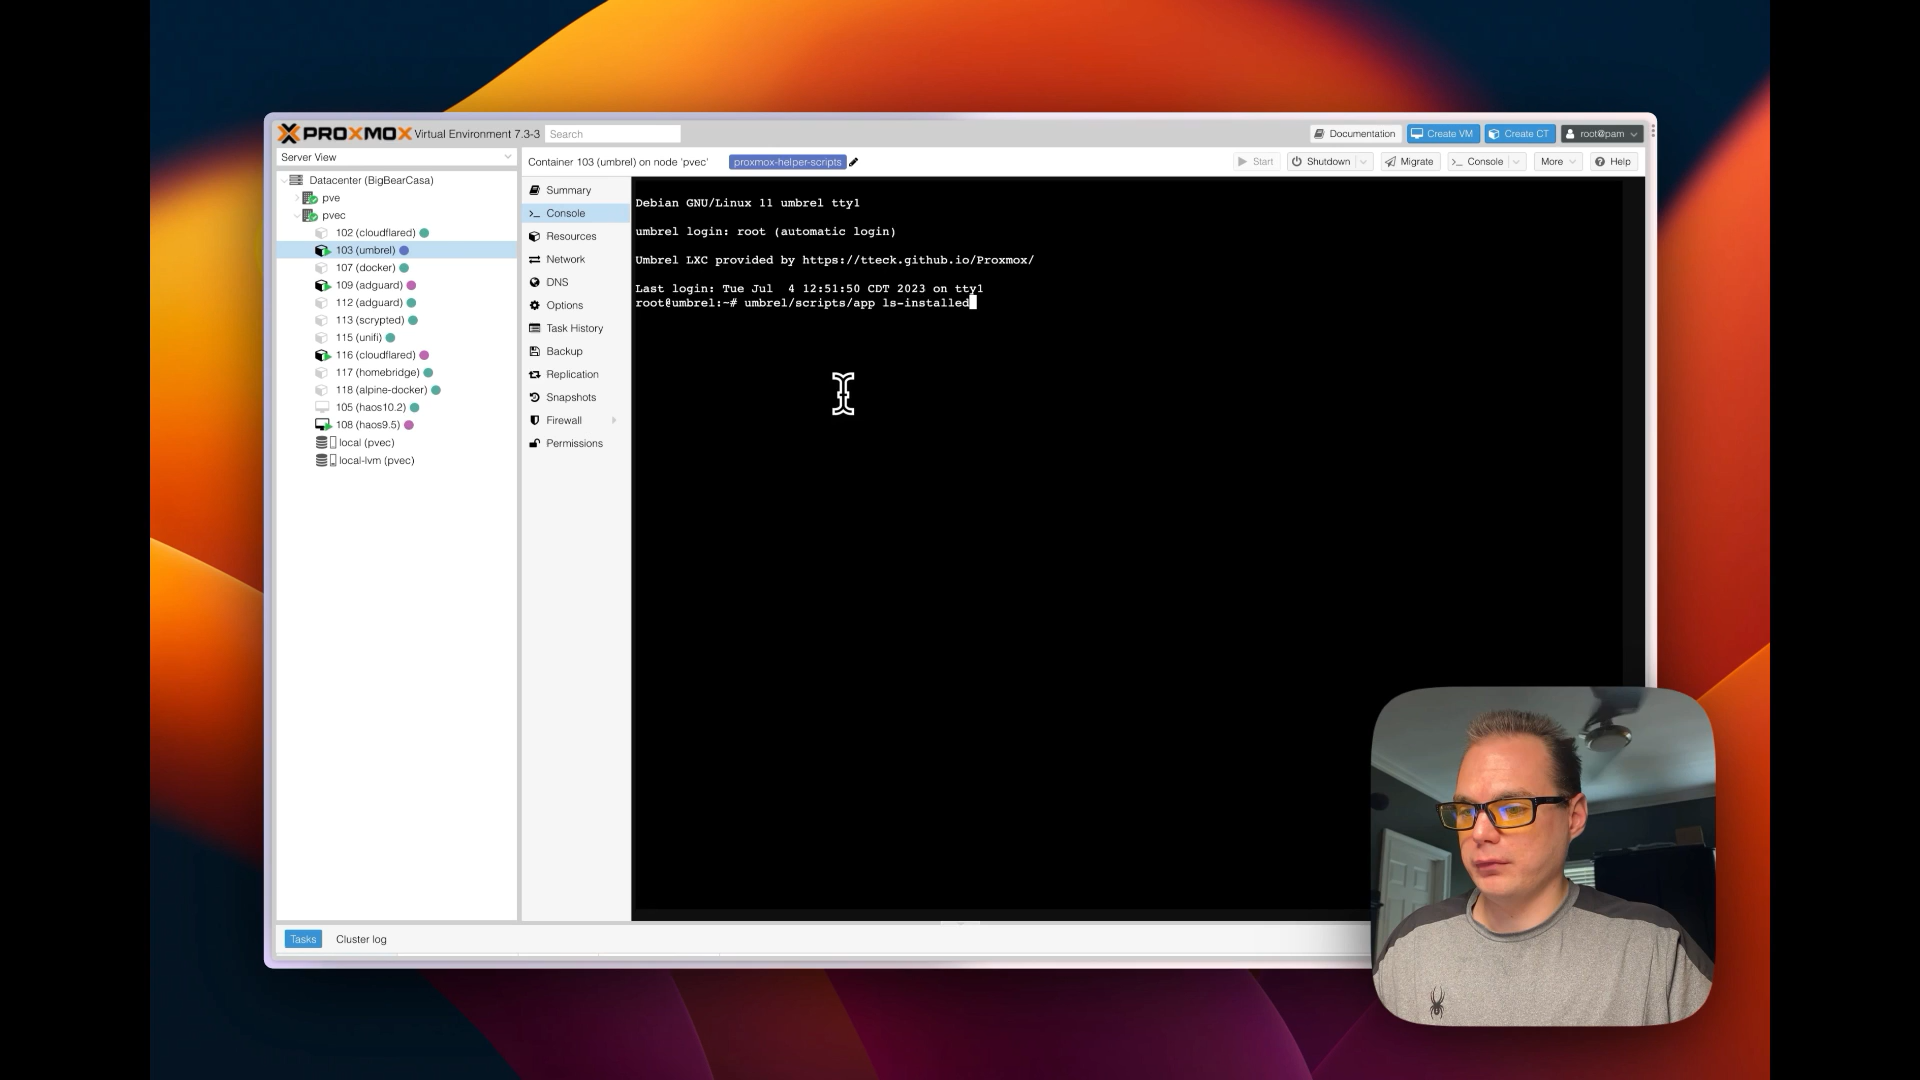 PROXMOX Virtual Environment 7.3-3 Search Documentation Create VM Create CT root@pam
Server View
Container 103 (umbrel) on node 'pvec' proxmox-helper-scripts Start Shutdown Migrate >_ Console More Help
Datacenter (BigBearCasa)
pve
pvec
102 (cloudflared)
103 (umbrel)
107 (docker)
109 (adguard)
112 (adguard)
113 (scrypted)
115 (unifi)
116 (cloudflared)
117 (homebridge)
118 (alpine-docker)
105 (haos10.2)
108 (haos9.5)
local (pvec)
local-lvm (pvec)
Summary
>_ Console
Resources
Network
DNS
Options
Task History
Backup
Replication
Snapshots
Firewall
Permissions
Debian GNU/Linux 11 umbrel tty1
umbrel login: root (automatic login)
Umbrel LXC provided by https://tteck.github.io/Proxmox/
Last login: Tue Jul  4 12:51:50 CDT 2023 on tty1
root@umbrel:~# umbrel/scripts/app ls-installed
Tasks Cluster log